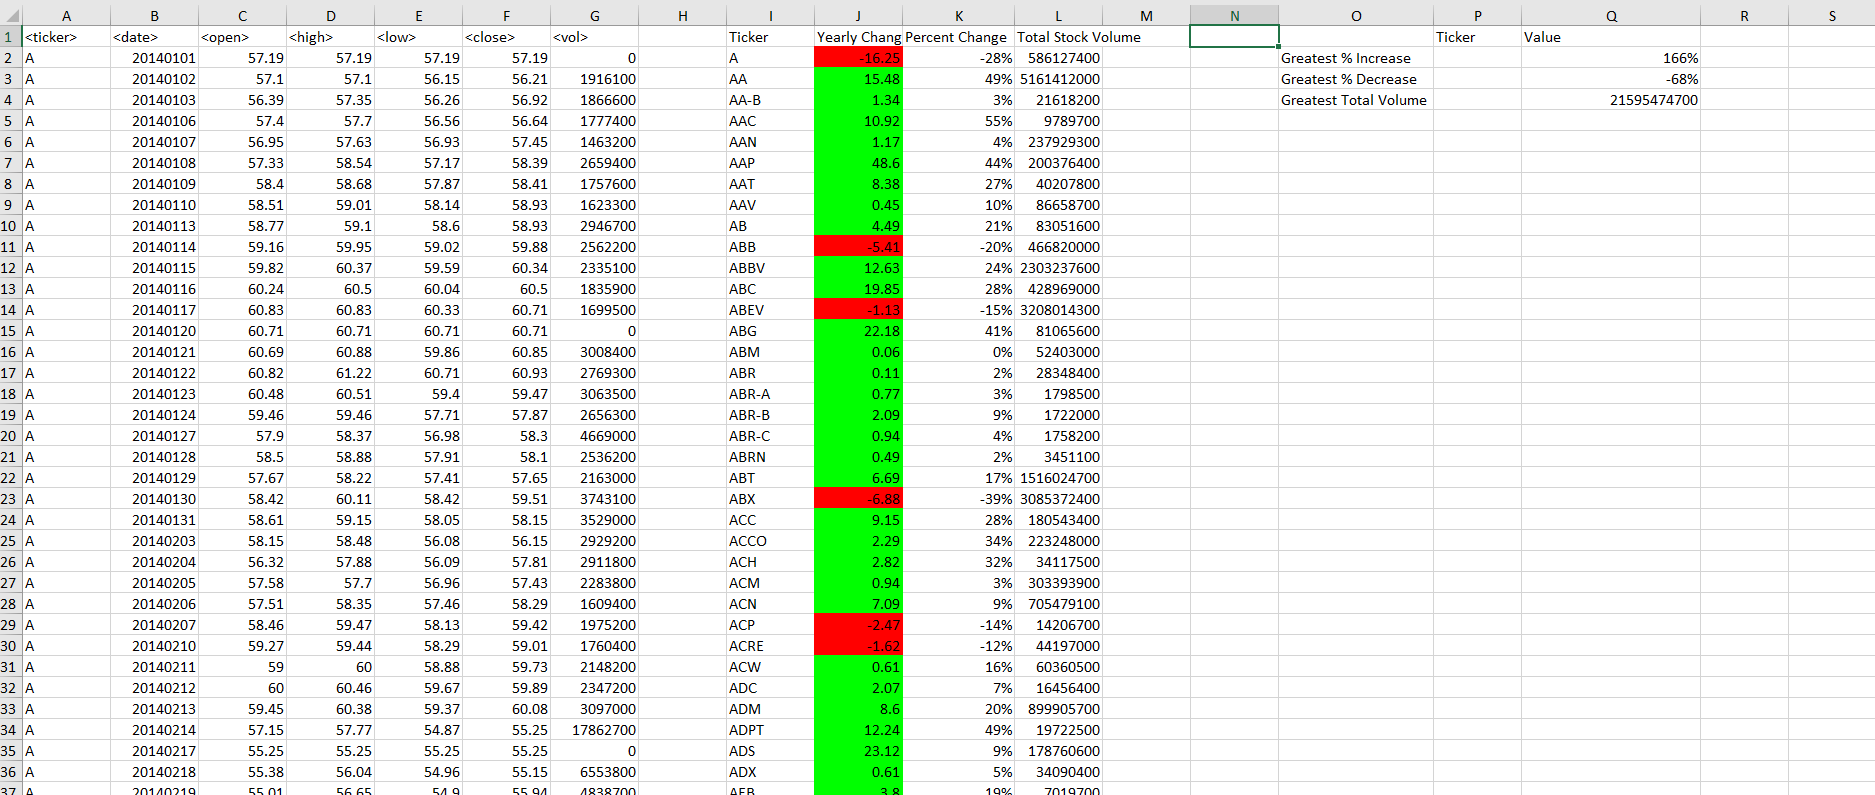 A B C D E F G H I J K L M N O P Q R S
1 <ticker> <date> <open> <high> <low> <close> <vol> Ticker Yearly Chang Percent Change Total Stock Volume Ticker Value
2 A 20140101 57.19 57.19 57.19 57.19 0 A -16.25 -28% 586127400 Greatest % Increase 166%
3 A 20140102 57.1 57.1 56.15 56.21 1916100 AA 15.48 49% 5161412000 Greatest % Decrease -68%
4 A 20140103 56.39 57.35 56.26 56.92 1866600 AA-B 1.34 3% 21618200 Greatest Total Volume 21595474700
5 A 20140106 57.4 57.7 56.56 56.64 1777400 AAC 10.92 55% 9789700
6 A 20140107 56.95 57.63 56.93 57.45 1463200 AAN 1.17 4% 237929300
7 A 20140108 57.33 58.54 57.17 58.39 2659400 AAP 48.6 44% 200376400
8 A 20140109 58.4 58.68 57.87 58.41 1757600 AAT 8.38 27% 40207800
9 A 20140110 58.51 59.01 58.14 58.93 1623300 AAV 0.45 10% 86658700
10 A 20140113 58.77 59.1 58.6 58.93 2946700 AB 4.49 21% 83051600
11 A 20140114 59.16 59.95 59.02 59.88 2562200 ABB -5.41 -20% 466820000
12 A 20140115 59.82 60.37 59.59 60.34 2335100 ABBV 12.63 24% 2303237600
13 A 20140116 60.24 60.5 60.04 60.5 1835900 ABC 19.85 28% 428969000
14 A 20140117 60.83 60.83 60.33 60.71 1699500 ABEV -1.13 -15% 3208014300
15 A 20140120 60.71 60.71 60.71 60.71 0 ABG 22.18 41% 81065600
16 A 20140121 60.69 60.88 59.86 60.85 3008400 ABM 0.06 0% 52403000
17 A 20140122 60.82 61.22 60.71 60.93 2769300 ABR 0.11 2% 28348400
18 A 20140123 60.48 60.51 59.4 59.47 3063500 ABR-A 0.77 3% 1798500
19 A 20140124 59.46 59.46 57.71 57.87 2656300 ABR-B 2.09 9% 1722000
20 A 20140127 57.9 58.37 56.98 58.3 4669000 ABR-C 0.94 4% 1758200
21 A 20140128 58.5 58.88 57.91 58.1 2536200 ABRN 0.49 2% 3451100
22 A 20140129 57.67 58.22 57.41 57.65 2163000 ABT 6.69 17% 1516024700
23 A 20140130 58.42 60.11 58.42 59.51 3743100 ABX -6.88 -39% 3085372400
24 A 20140131 58.61 59.15 58.05 58.15 3529000 ACC 9.15 28% 180543400
25 A 20140203 58.15 58.48 56.08 56.15 2929200 ACCO 2.29 34% 223248000
26 A 20140204 56.32 57.88 56.09 57.81 2911800 ACH 2.82 32% 34117500
27 A 20140205 57.58 57.7 56.96 57.43 2283800 ACM 0.94 3% 303393900
28 A 20140206 57.51 58.35 57.46 58.29 1609400 ACN 7.09 9% 705479100
29 A 20140207 58.46 59.47 58.13 59.42 1975200 ACP -2.47 -14% 14206700
30 A 20140210 59.27 59.44 58.29 59.01 1760400 ACRE -1.62 -12% 44197000
31 A 20140211 59 60 58.88 59.73 2148200 ACW 0.61 16% 60360500
32 A 20140212 60 60.46 59.67 59.89 2347200 ADC 2.07 7% 16456400
33 A 20140213 59.45 60.38 59.37 60.08 3097000 ADM 8.6 20% 899905700
34 A 20140214 57.15 57.77 54.87 55.25 17862700 ADPT 12.24 49% 19722500
35 A 20140217 55.25 55.25 55.25 55.25 0 ADS 23.12 9% 178760600
36 A 20140218 55.38 56.04 54.96 55.15 6553800 ADX 0.61 5% 34090400
37 A 20140219 55.01 56.65 54.9 55.94 4838700 AEB 3.8 19% 7019700